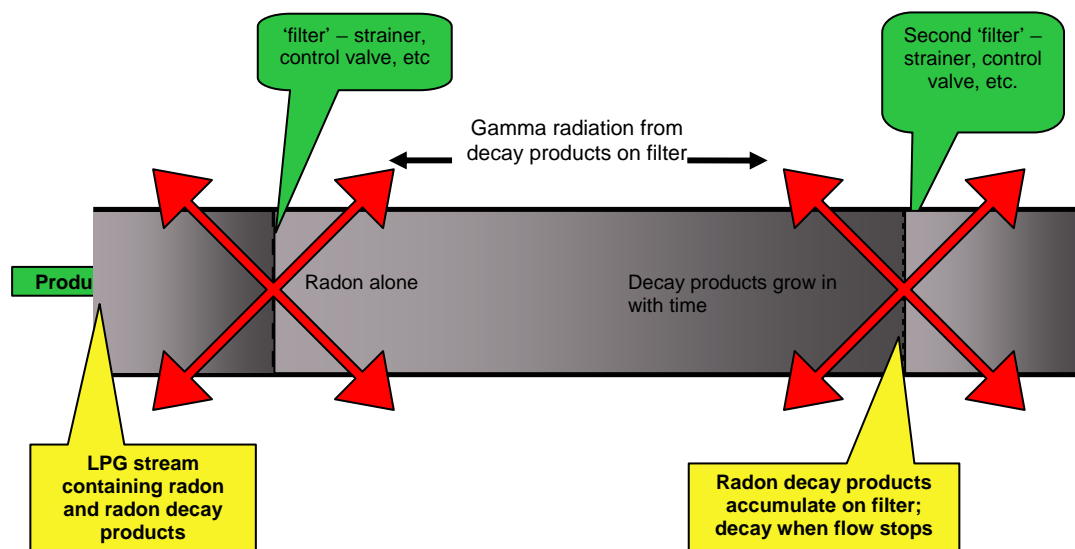 ‘filter’ – strainer,
control valve, etc
Second ‘filter’ –
strainer, control
valve, etc.
Gamma radiation from
decay products on filter
Produ
Radon alone
Decay products grow in
with time
LPG stream
containing radon
and radon decay
products
Radon decay products
accumulate on filter;
decay when flow stops